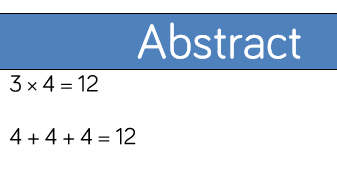 Abstract
3 × 4 = 12
4 + 4 + 4 = 12